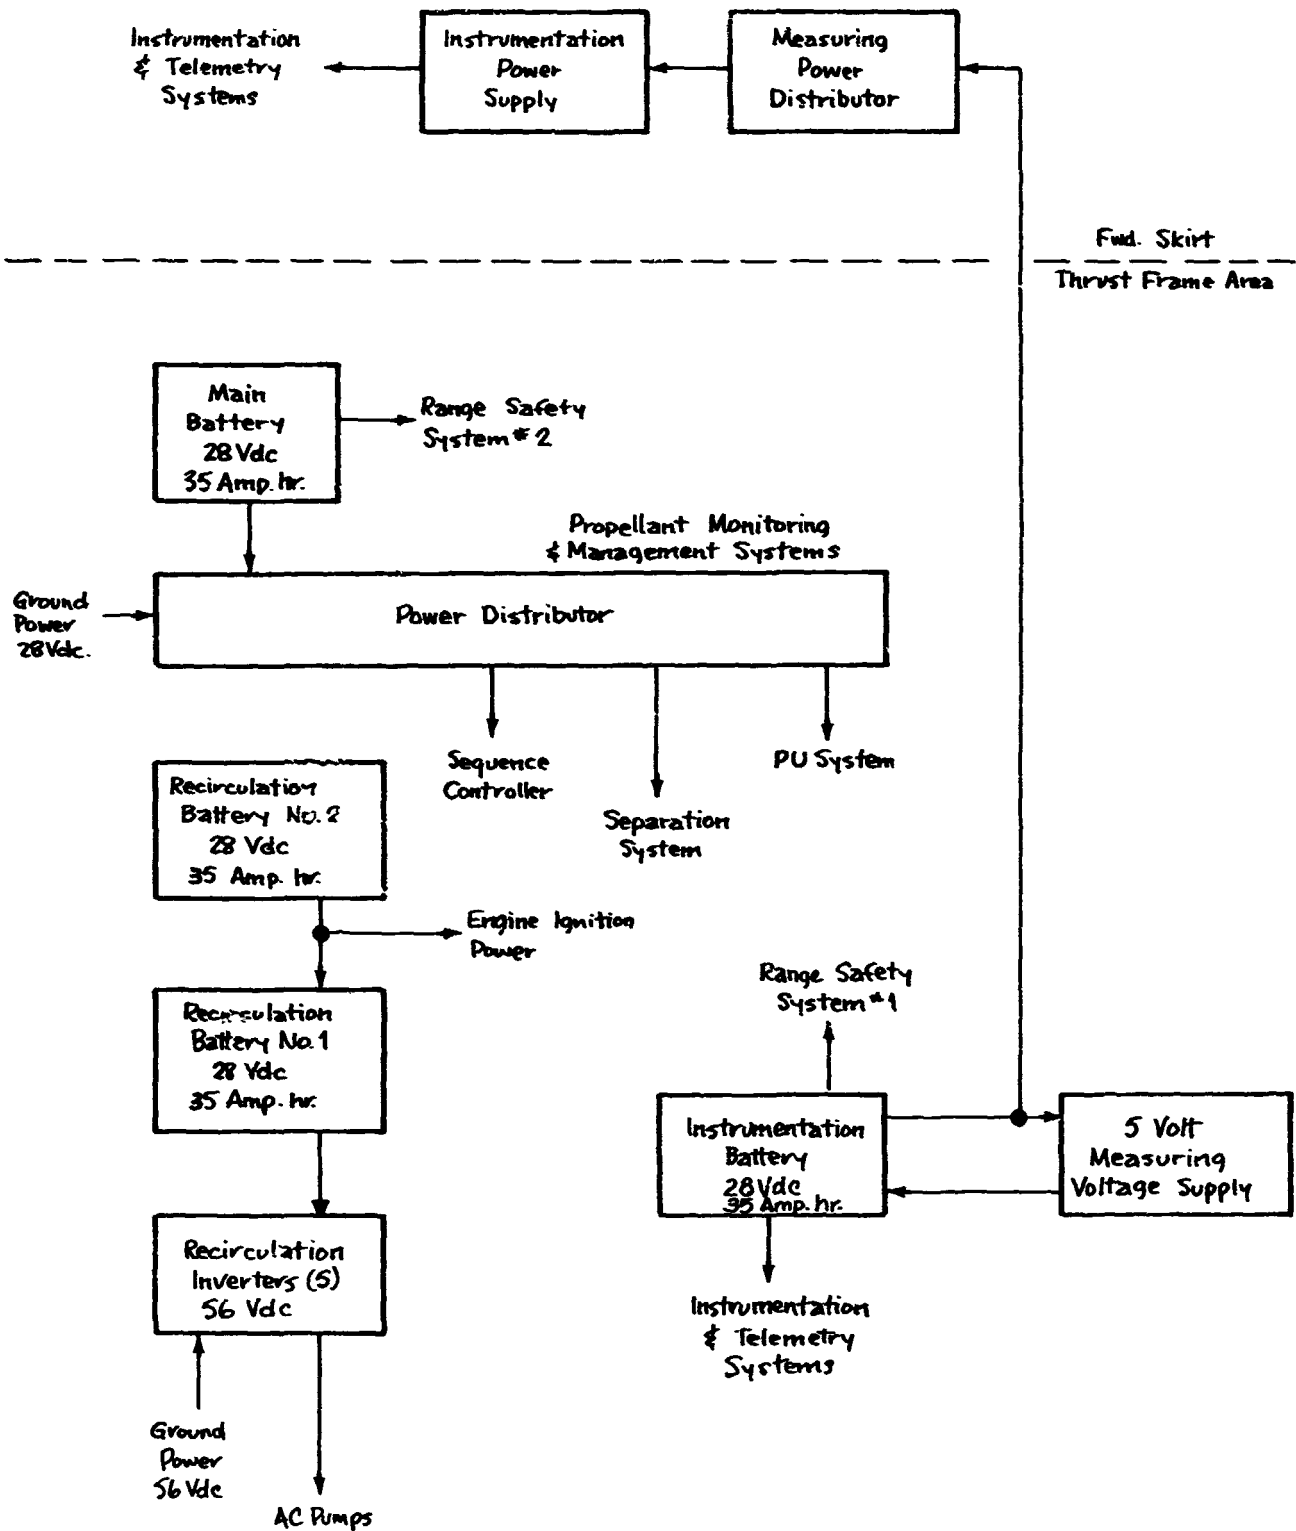 Instrumentation
& Telemetry
Systems
Instrumentation
Power
Supply
Measuring
Power
Distributor
Fwd. Skirt
Thrust Frame Area
Main
Battery
28 Vdc
35 Amp. hr.
Range Safety
System #2
Propellant Monitoring
& Management Systems
Ground
Power
28 Vdc.
Power Distributor
Sequence
Controller
Separation
System
PU System
Recirculation
Battery No. 2
28 Vdc
35 Amp. hr.
Engine Ignition
Power
Recirculation
Battery No. 1
28 Vdc
35 Amp. hr.
Range Safety
System #1
Instrumentation
Battery
28 Vdc
35 Amp. hr.
5 Volt
Measuring
Voltage Supply
Recirculation
Inverters (5)
56 Vdc
Instrumentation
& Telemetry
Systems
Ground
Power
56 Vdc
AC Pumps